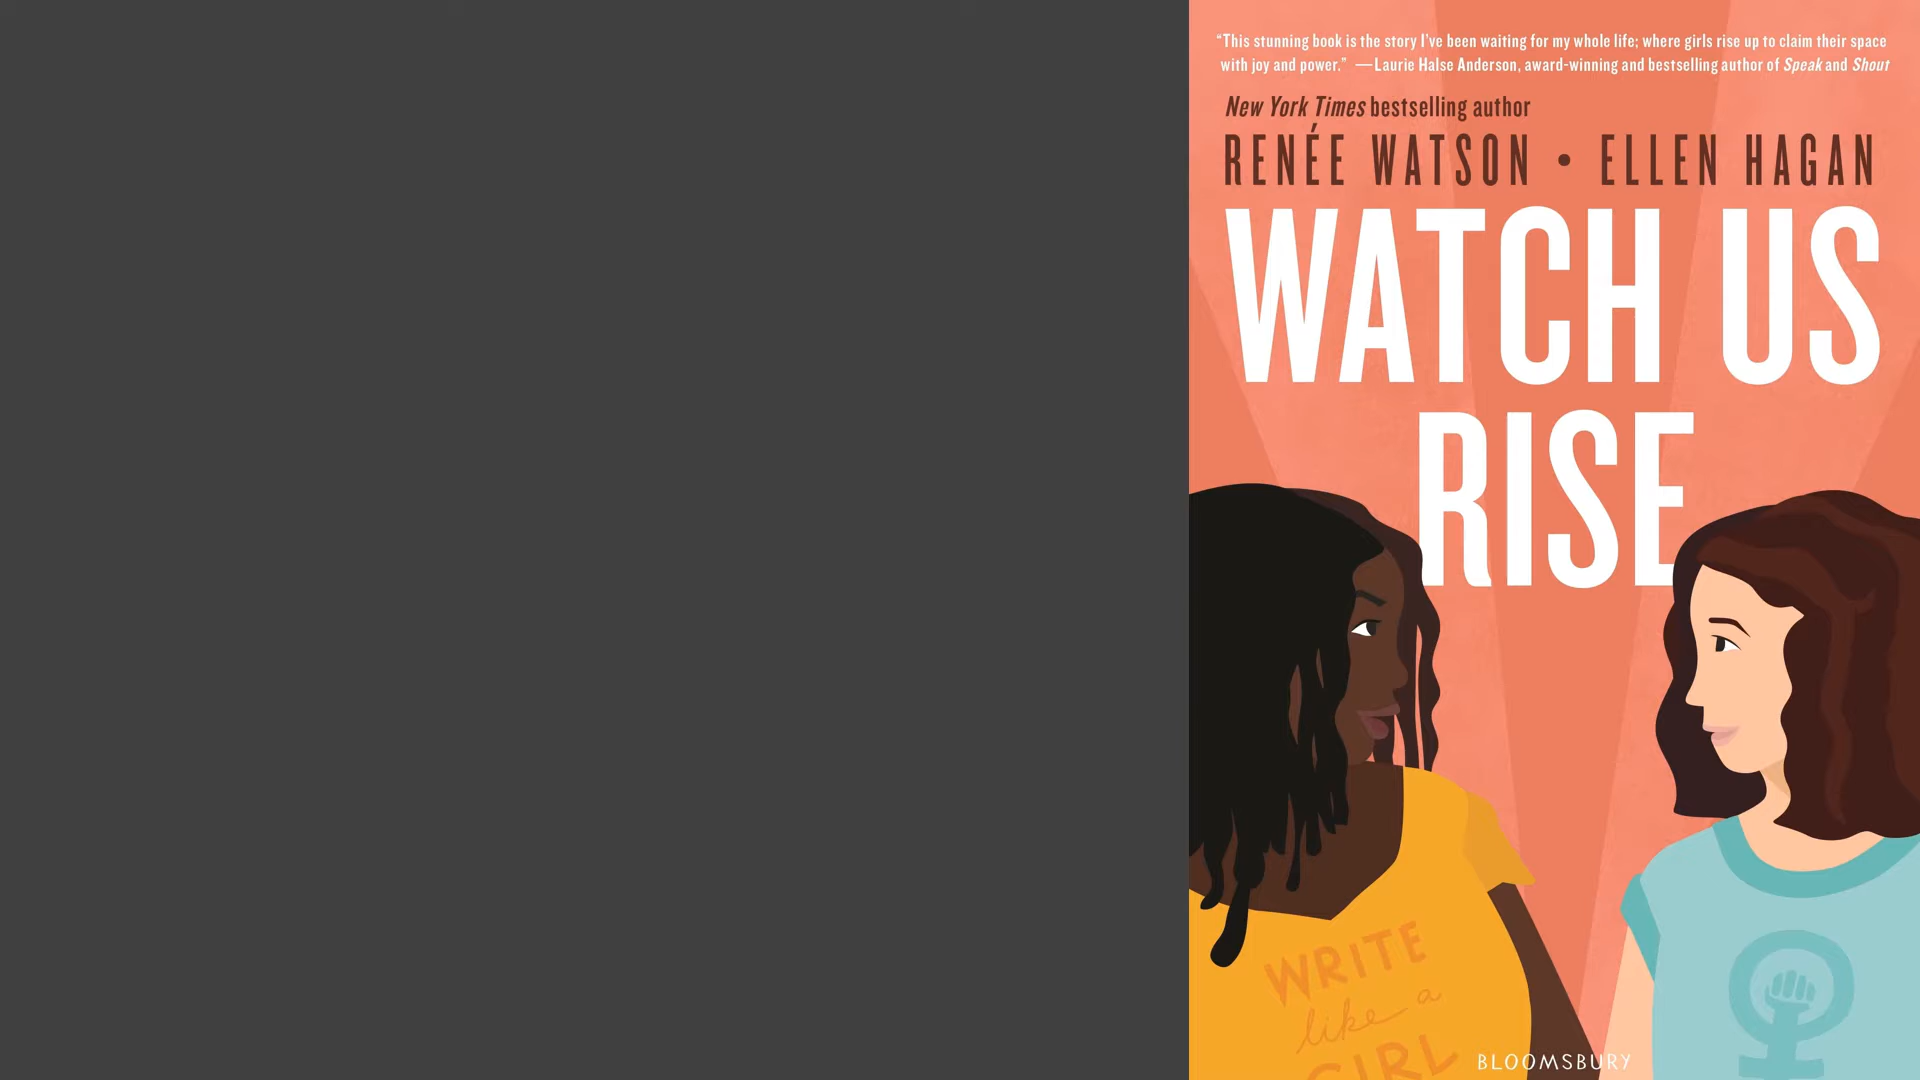 “This stunning book is the story I’ve been waiting for my whole life; where girls rise up to claim their space
with joy and power.” —Laurie Halse Anderson, award-winning and bestselling author of Speak and Shout
New York Times bestselling author
RENÉE WATSON • ELLEN HAGAN
WATCH US
RISE
WRITE
like a
GIRL
BLOOMSBURY